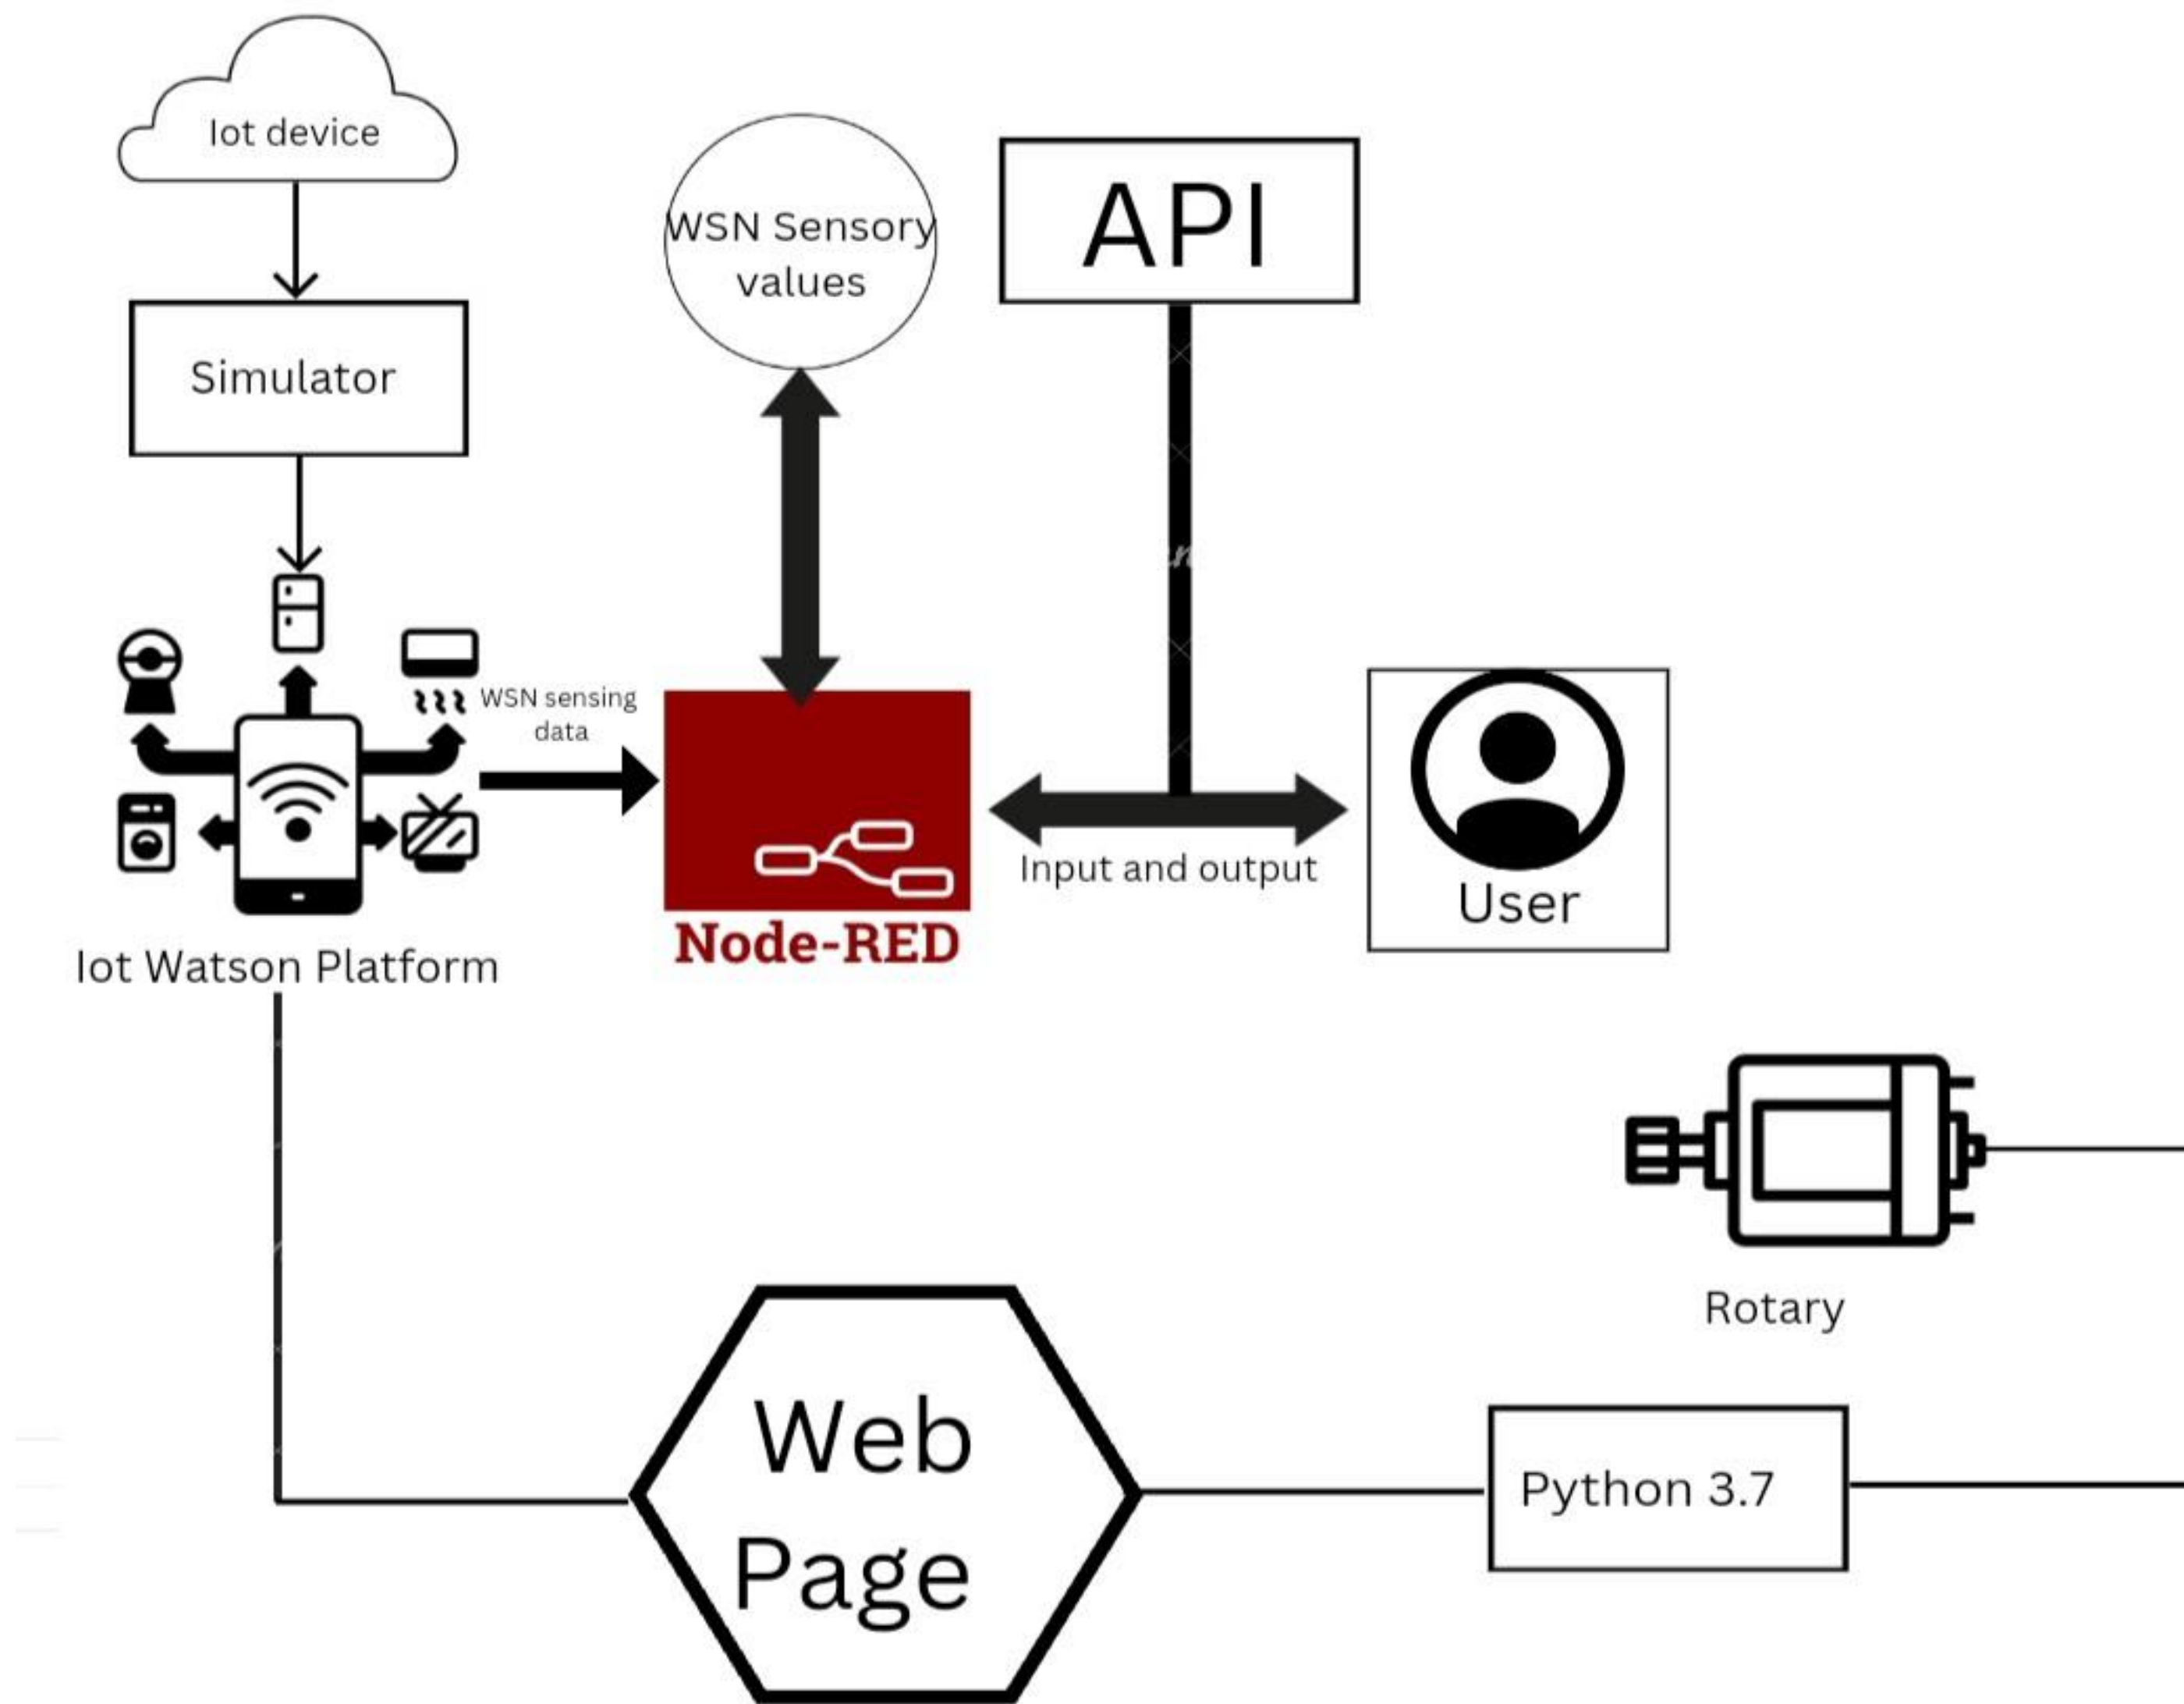 Iot device
WSN Sensory
values
API
Simulator
WSN sensing
data
Input and output
User
Node-RED
Iot Watson Platform
Rotary
Web
Page
Python 3.7